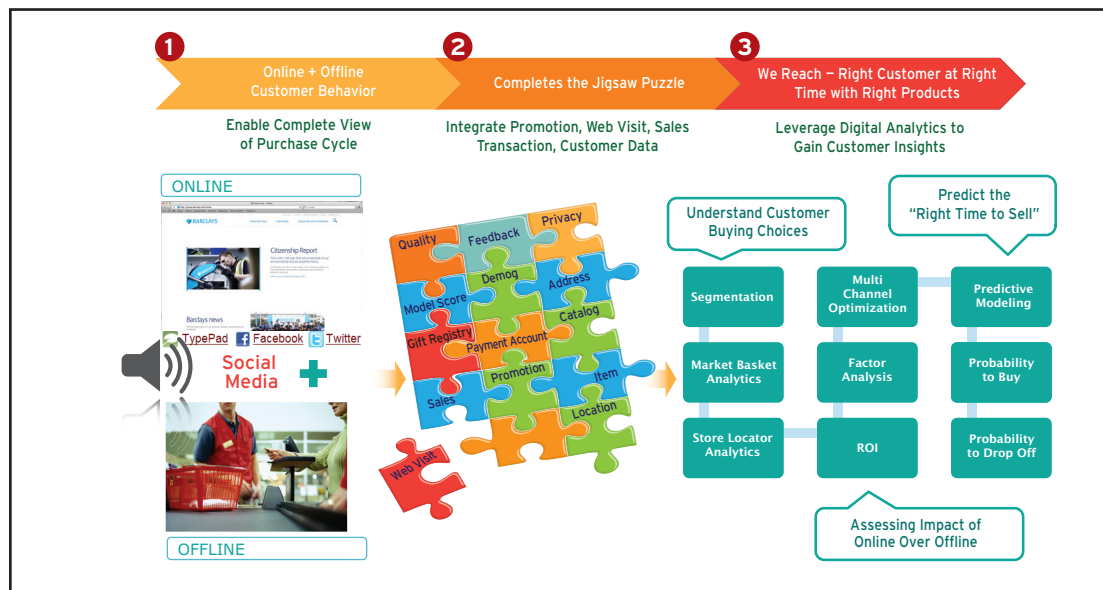 1
2
3
Online + Offline
Customer Behavior
Completes the Jigsaw Puzzle
We Reach – Right Customer at Right
Time with Right Products
Enable Complete View
of Purchase Cycle
Integrate Promotion, Web Visit, Sales
Transaction, Customer Data
Leverage Digital Analytics to
Gain Customer Insights
ONLINE
BARCLAYS
Citizenship Report
Barclays news
TypePad
Facebook
Twitter
Social
Media
OFFLINE
Quality
Feedback
Privacy
Model Score
Demog
Address
Gift Registry
Payment Account
Catalog
Sales
Promotion
Item
Location
Web Visit
Understand Customer
Buying Choices
Predict the
“Right Time to Sell”
Segmentation
Multi
Channel
Optimization
Predictive
Modeling
Market Basket
Analytics
Factor
Analysis
Probability
to Buy
Store Locator
Analytics
ROI
Probability
to Drop Off
Assessing Impact of
Online Over Offline